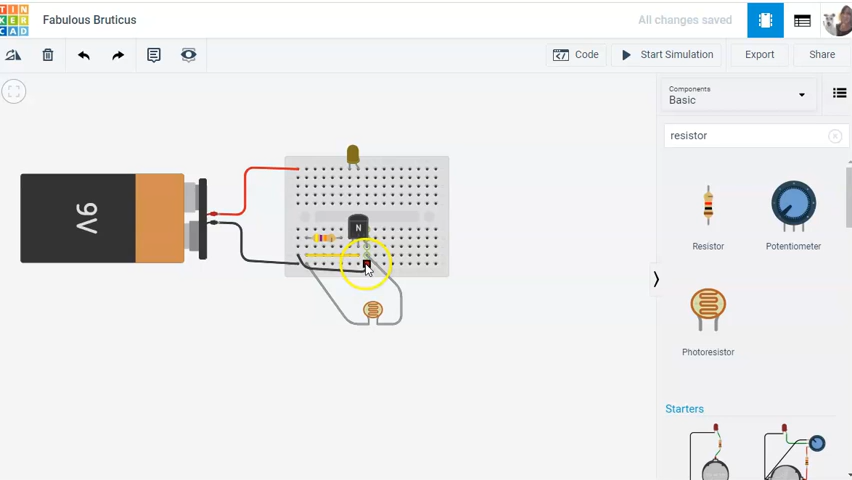 TIN
KER
CAD
Fabulous Bruticus
All changes saved
Code
Start Simulation
Export
Share
Components
Basic
resistor
9V
N
Resistor
Potentiometer
Photoresistor
Starters